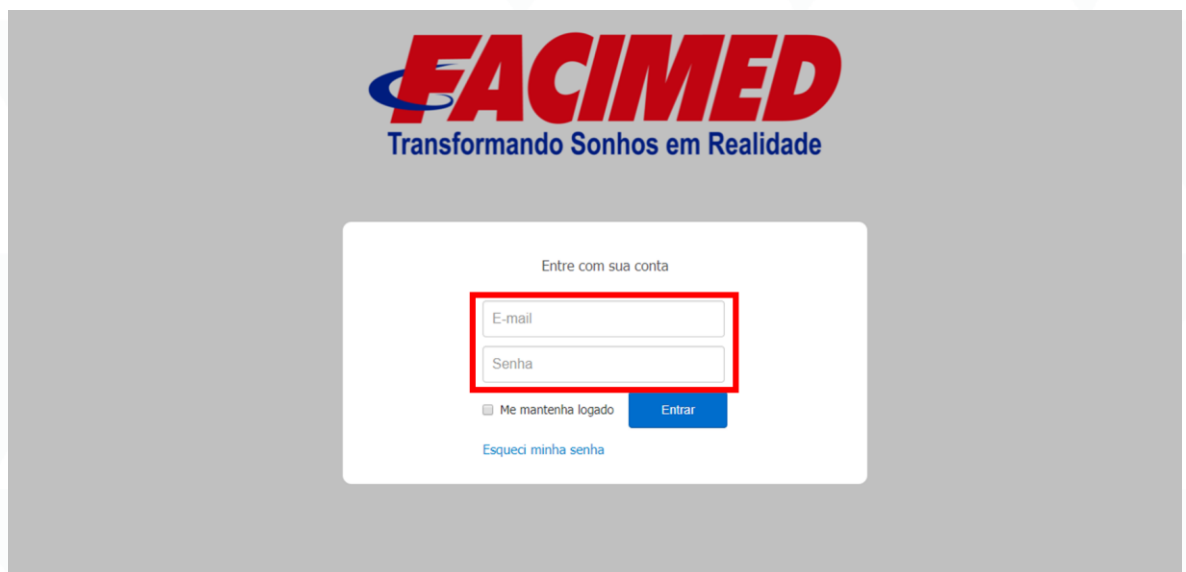 FACIMED
Transformando Sonhos em Realidade
Entre com sua conta
E-mail
Senha
Me mantenha logado
Entrar
Esqueci minha senha